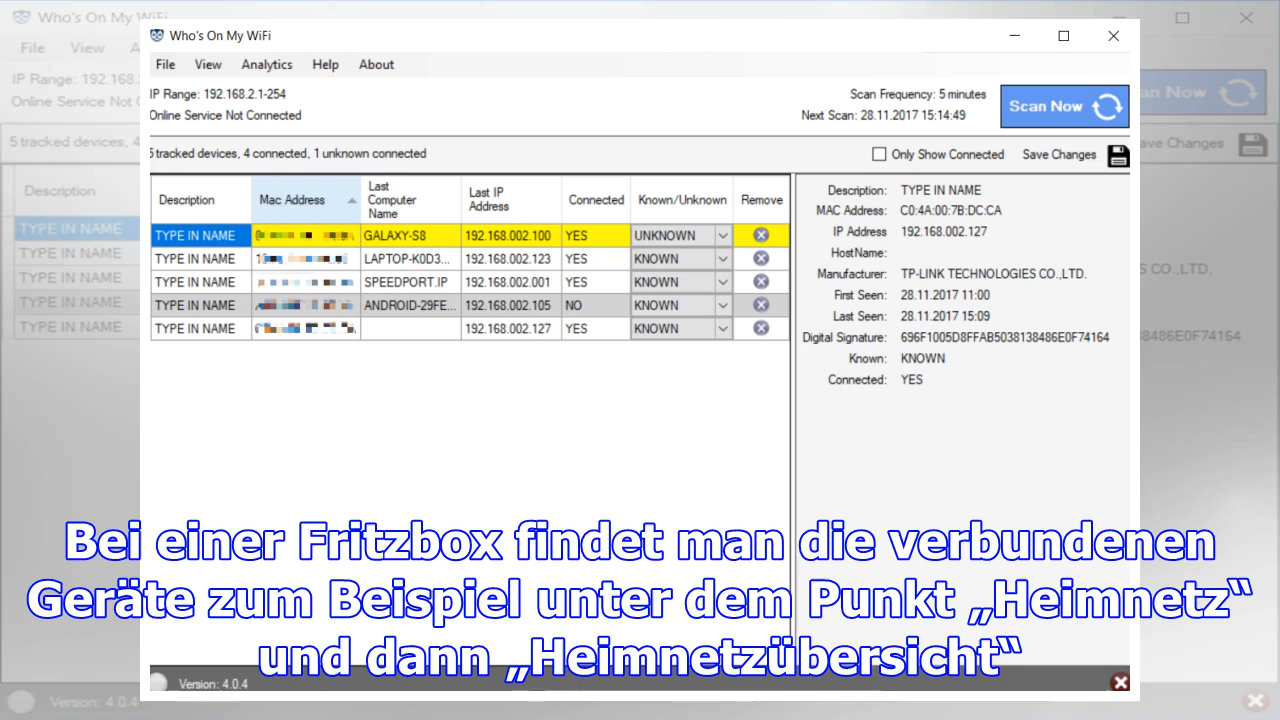 Who's On My WiFi
File View Analytics Help About
IP Range: 192.168.2.1-254
Online Service Not Connected
Scan Frequency: 5 minutes
Next Scan: 28.11.2017 15:14:49
Scan Now
5 tracked devices, 4 connected, 1 unknown connected
Only Show Connected Save Changes
Description Mac Address Last Computer Name Last IP Address Connected Known/Unknown Remove
TYPE IN NAME GALAXY-S8 192.168.002.100 YES UNKNOWN
TYPE IN NAME LAPTOP-K0D3... 192.168.002.123 YES KNOWN
TYPE IN NAME SPEEDPORT.IP 192.168.002.001 YES KNOWN
TYPE IN NAME ANDROID-29FE... 192.168.002.105 NO KNOWN
TYPE IN NAME 192.168.002.127 YES KNOWN
Description: TYPE IN NAME
MAC Address: C0:4A:00:7B:DC:CA
IP Address 192.168.002.127
HostName:
Manufacturer: TP-LINK TECHNOLOGIES CO.,LTD.
First Seen: 28.11.2017 11:00
Last Seen: 28.11.2017 15:09
Digital Signature: 696F1005D8FFAB5038138486E0F74164
Known: KNOWN
Connected: YES
Bei einer Fritzbox findet man die verbundenen
Geräte zum Beispiel unter dem Punkt „Heimnetz“
und dann „Heimnetzübersicht“
Version: 4.0.4